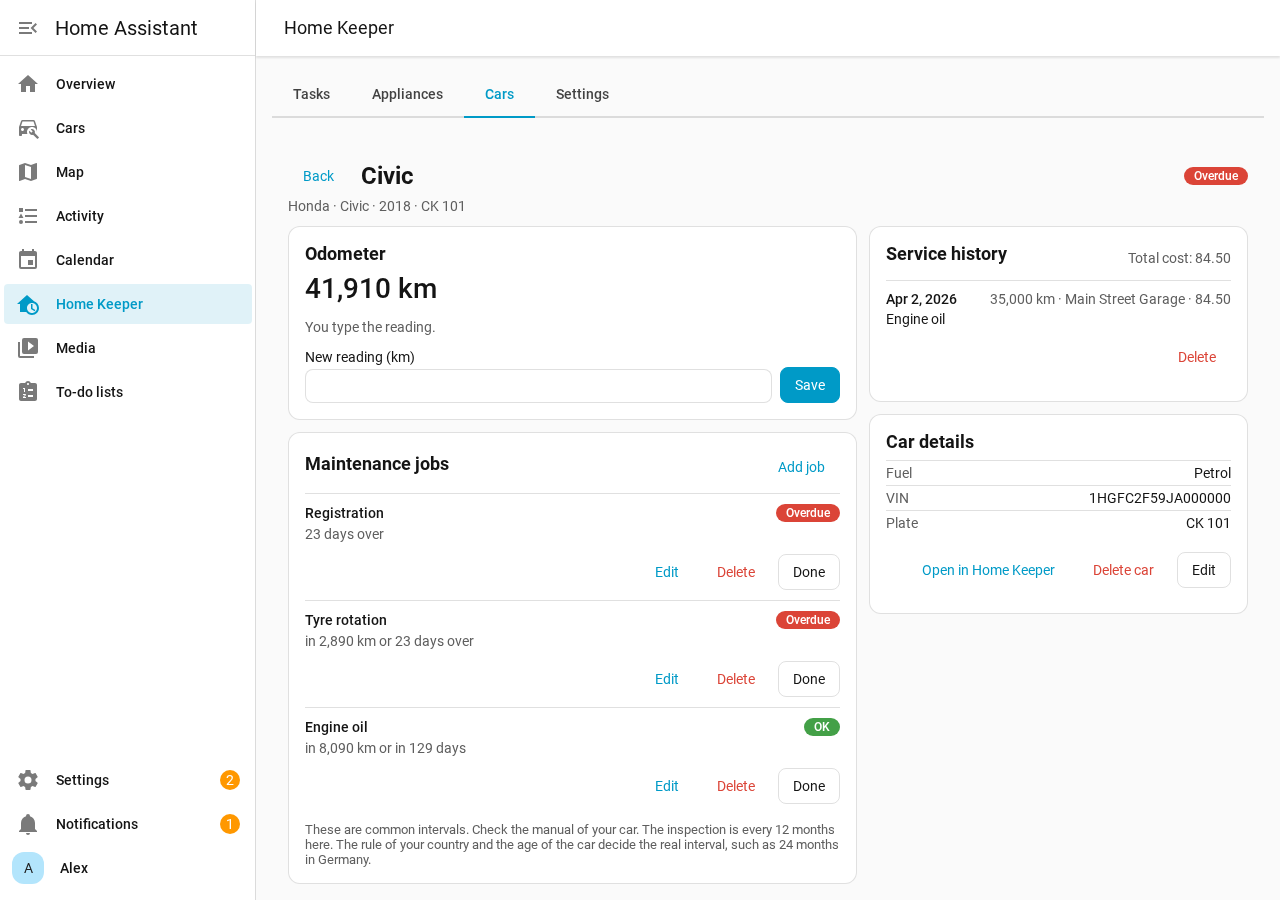 Home Assistant
Overview
Cars
Map
Activity
Calendar
Home Keeper
Media
To-do lists
Settings
2
Notifications
1
A
Alex
Home Keeper
Tasks
Appliances
Cars
Settings
Back
Civic
Overdue
Honda · Civic · 2018 · CK 101
Odometer
41,910 km
You type the reading.
New reading (km)
Save
Maintenance jobs
Add job
Registration
Overdue
23 days over
Edit
Delete
Done
Tyre rotation
Overdue
in 2,890 km or 23 days over
Edit
Delete
Done
Engine oil
OK
in 8,090 km or in 129 days
Edit
Delete
Done
These are common intervals. Check the manual of your car. The inspection is every 12 months
here. The rule of your country and the age of the car decide the real interval, such as 24 months
in Germany.
Service history
Total cost: 84.50
Apr 2, 2026
35,000 km · Main Street Garage · 84.50
Engine oil
Delete
Car details
Fuel
Petrol
VIN
1HGFC2F59JA000000
Plate
CK 101
Open in Home Keeper
Delete car
Edit